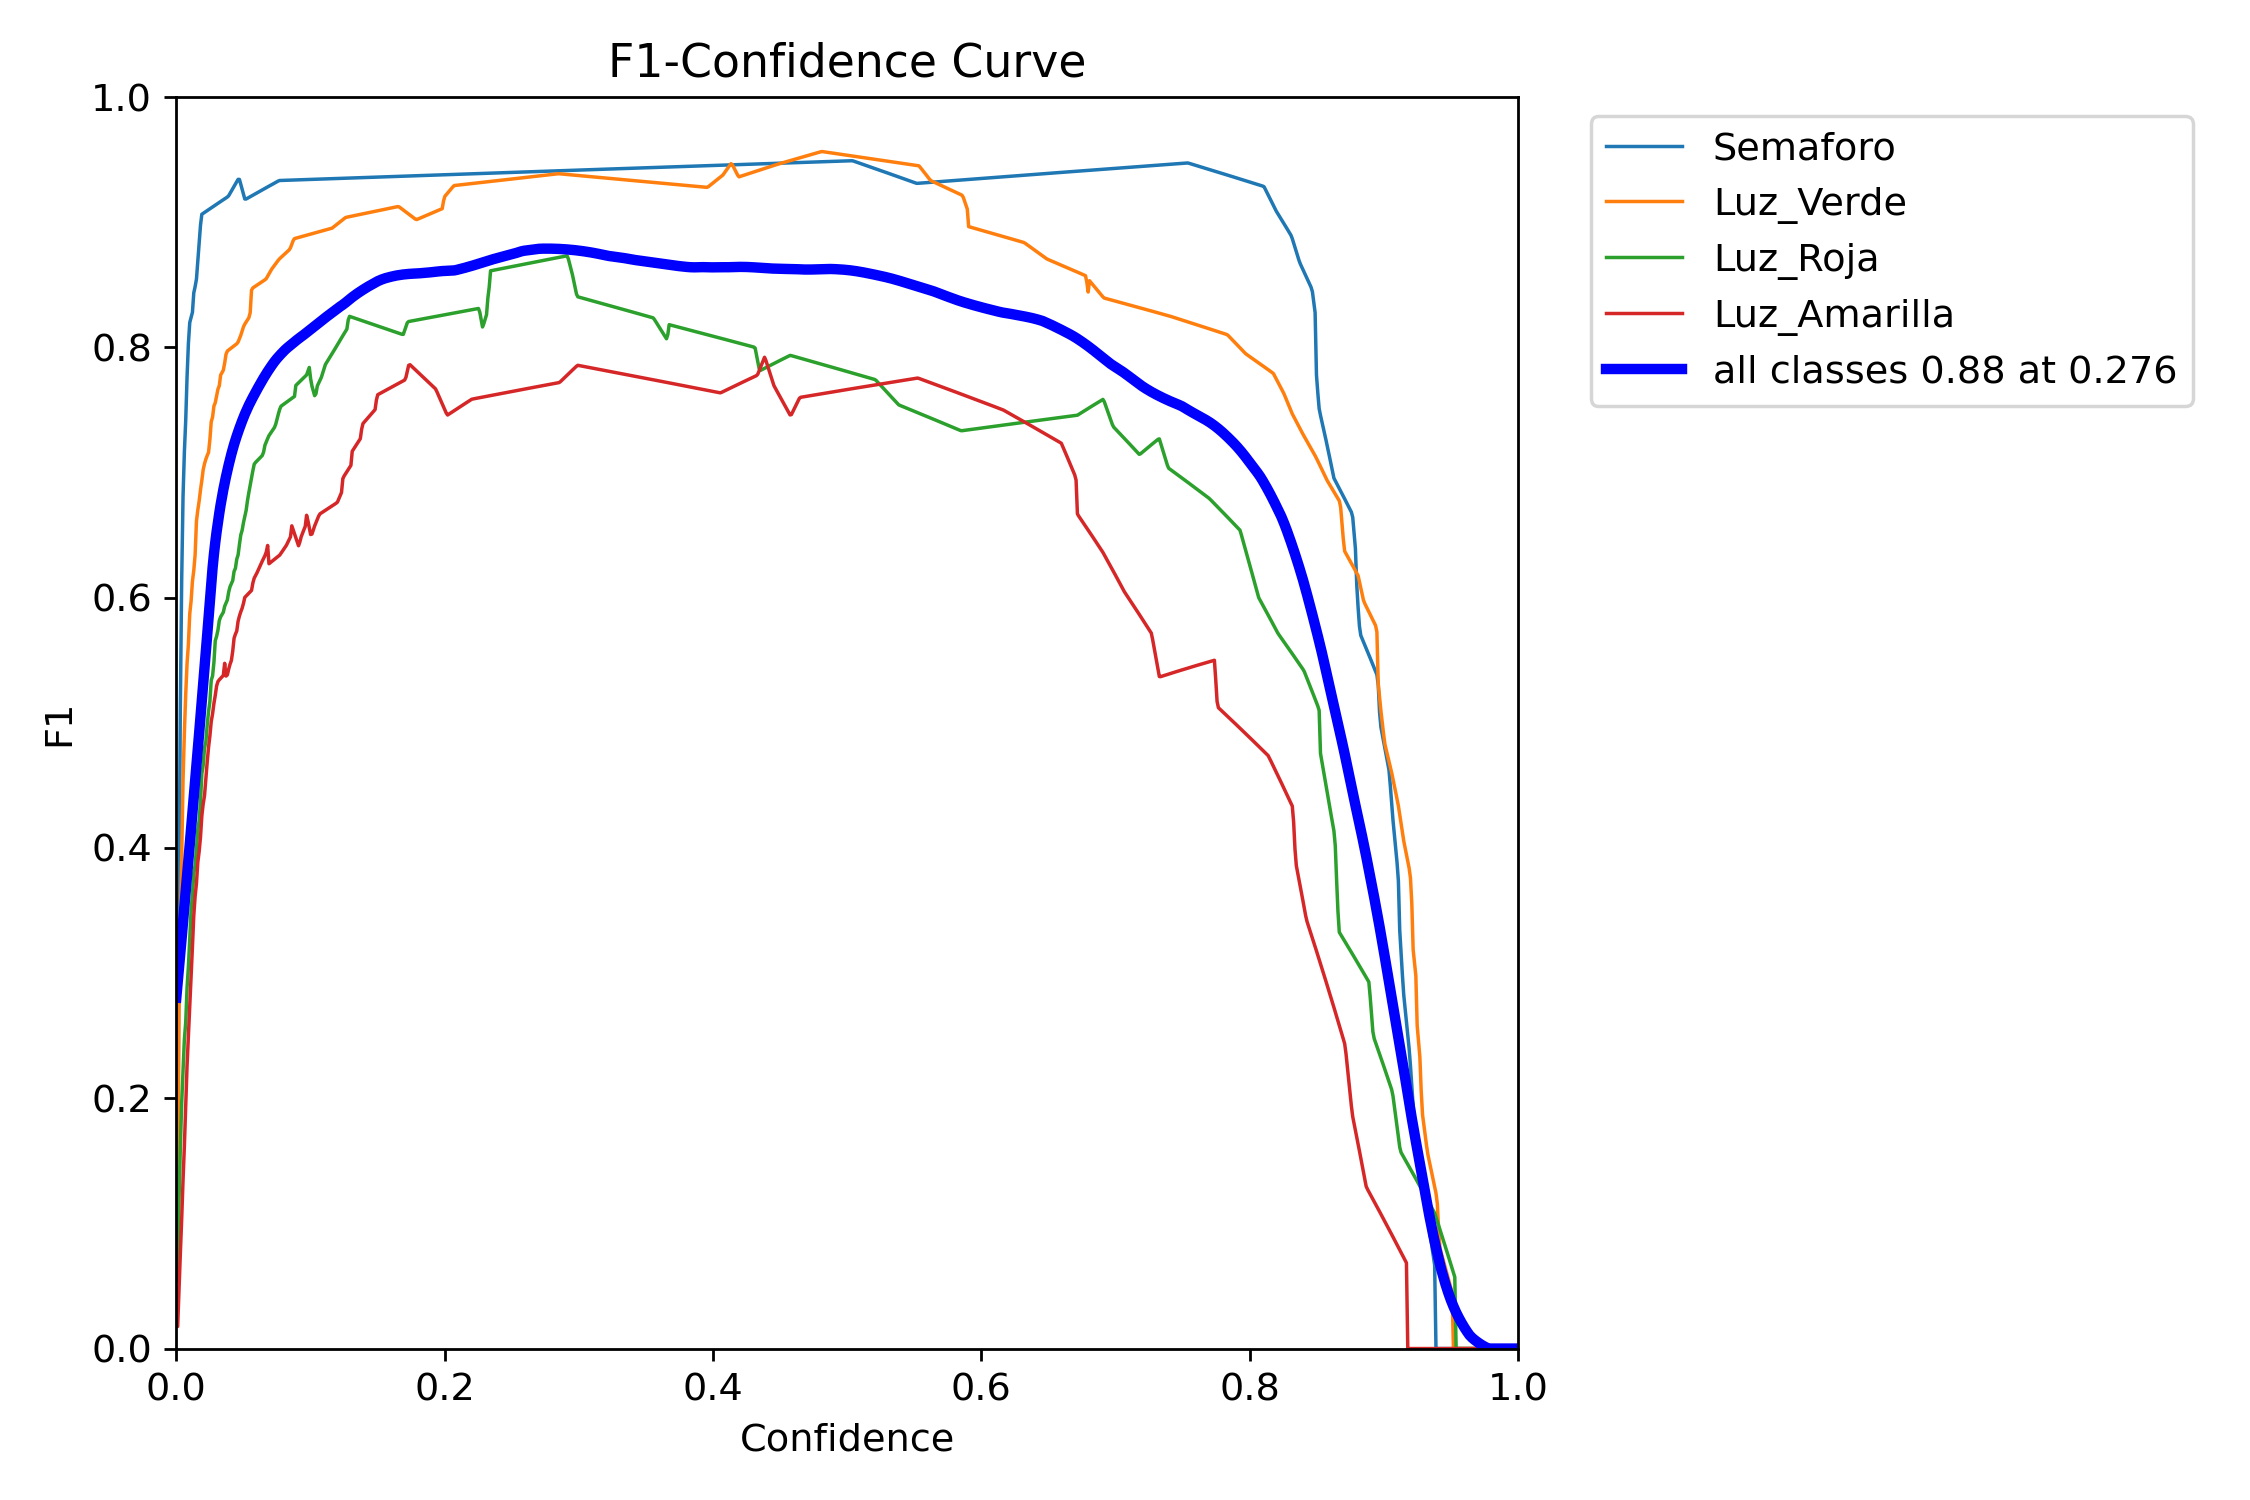 F1-Confidence Curve
1.0
0.8
0.6
0.4
0.2
0.0
F1
0.0 0.2 0.4 0.6 0.8 1.0
Confidence
Semaforo
Luz_Verde
Luz_Roja
Luz_Amarilla
all classes 0.88 at 0.276